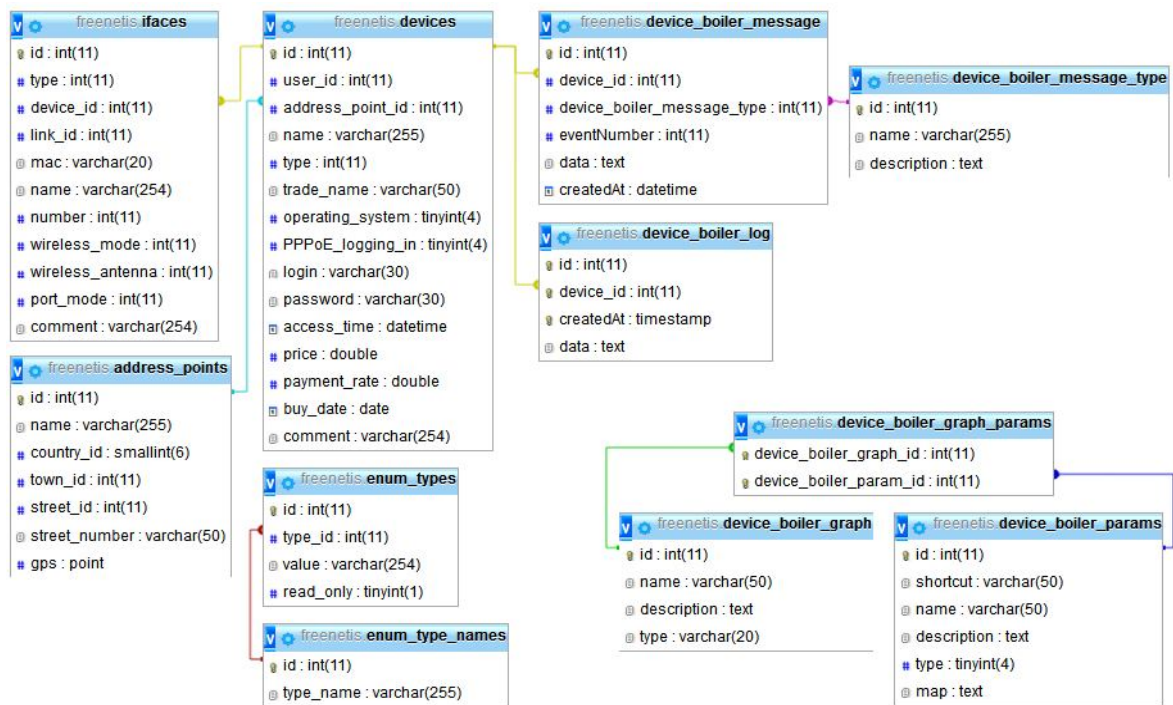 freenetis.ifaces
id : int(11)
type : int(11)
device_id : int(11)
link_id : int(11)
mac : varchar(20)
name : varchar(254)
number : int(11)
wireless_mode : int(11)
wireless_antenna : int(11)
port_mode : int(11)
comment : varchar(254)
freenetis.address_points
id : int(11)
name : varchar(255)
country_id : smallint(6)
town_id : int(11)
street_id : int(11)
street_number : varchar(50)
gps : point
freenetis.devices
id : int(11)
user_id : int(11)
address_point_id : int(11)
name : varchar(255)
type : int(11)
trade_name : varchar(50)
operating_system : tinyint(4)
PPPoE_logging_in : tinyint(4)
login : varchar(30)
password : varchar(30)
access_time : datetime
price : double
payment_rate : double
buy_date : date
comment : varchar(254)
freenetis.enum_types
id : int(11)
type_id : int(11)
value : varchar(254)
read_only : tinyint(1)
freenetis.enum_type_names
id : int(11)
type_name : varchar(255)
freenetis.device_boiler_message
id : int(11)
device_id : int(11)
device_boiler_message_type : int(11)
eventNumber : int(11)
data : text
createdAt : datetime
freenetis.device_boiler_message_type
id : int(11)
name : varchar(255)
description : text
freenetis.device_boiler_log
id : int(11)
device_id : int(11)
createdAt : timestamp
data : text
freenetis.device_boiler_graph_params
device_boiler_graph_id : int(11)
device_boiler_param_id : int(11)
freenetis.device_boiler_graph
id : int(11)
name : varchar(50)
description : text
type : varchar(20)
freenetis.device_boiler_params
id : int(11)
shortcut : varchar(50)
name : varchar(50)
description : text
type : tinyint(4)
map : text